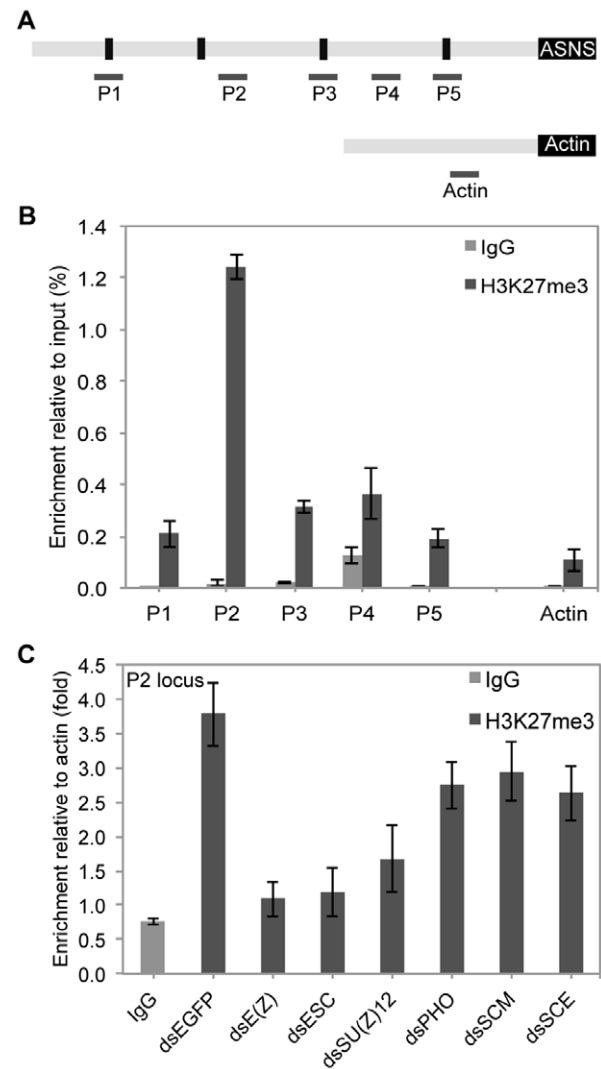 A
ASNS
P1 P2 P3 P4 P5
Actin
Actin
B
Enrichment relative to input (%)
1.4
1.2
1.0
0.8
0.6
0.4
0.2
0.0
IgG
H3K27me3
P1 P2 P3 P4 P5 Actin
C
Enrichment relative to actin (fold)
4.5
4.0
3.5
3.0
2.5
2.0
1.5
1.0
0.5
0.0
P2 locus
IgG
H3K27me3
IgG dsEGFP dsE(Z) dsESC dsSU(Z)12 dsPHO dsSCM dsSCE